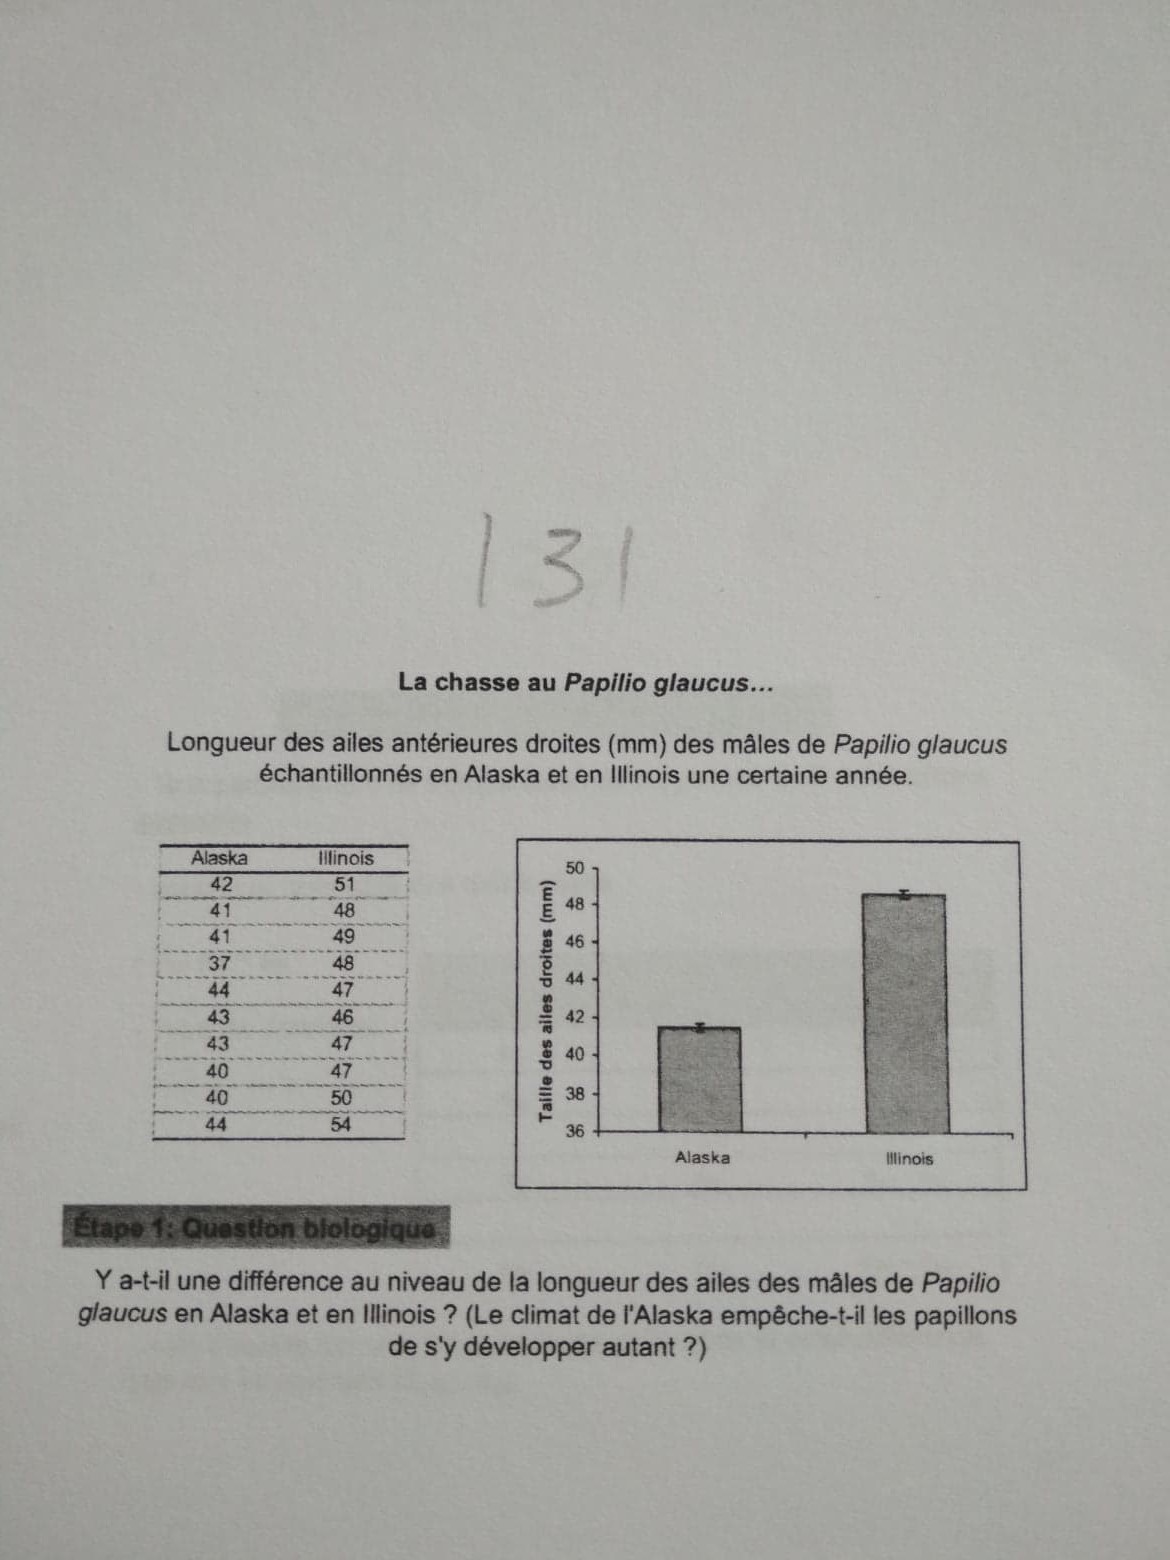 131
La chasse au Papilio glaucus...
Longueur des ailes antérieures droites (mm) des mâles de Papilio glaucus
échantillonnés en Alaska et en Illinois une certaine année.
Alaska Illinois
42 51
41 48
41 49
37 48
44 47
43 46
43 47
40 47
40 50
44 54
Taille des ailes droites (mm)
50
48
46
44
42
40
38
36
Alaska Illinois
Étape 1: Question biologique
Y a-t-il une différence au niveau de la longueur des ailes des mâles de Papilio
glaucus en Alaska et en Illinois ? (Le climat de l'Alaska empêche-t-il les papillons
de s'y développer autant ?)